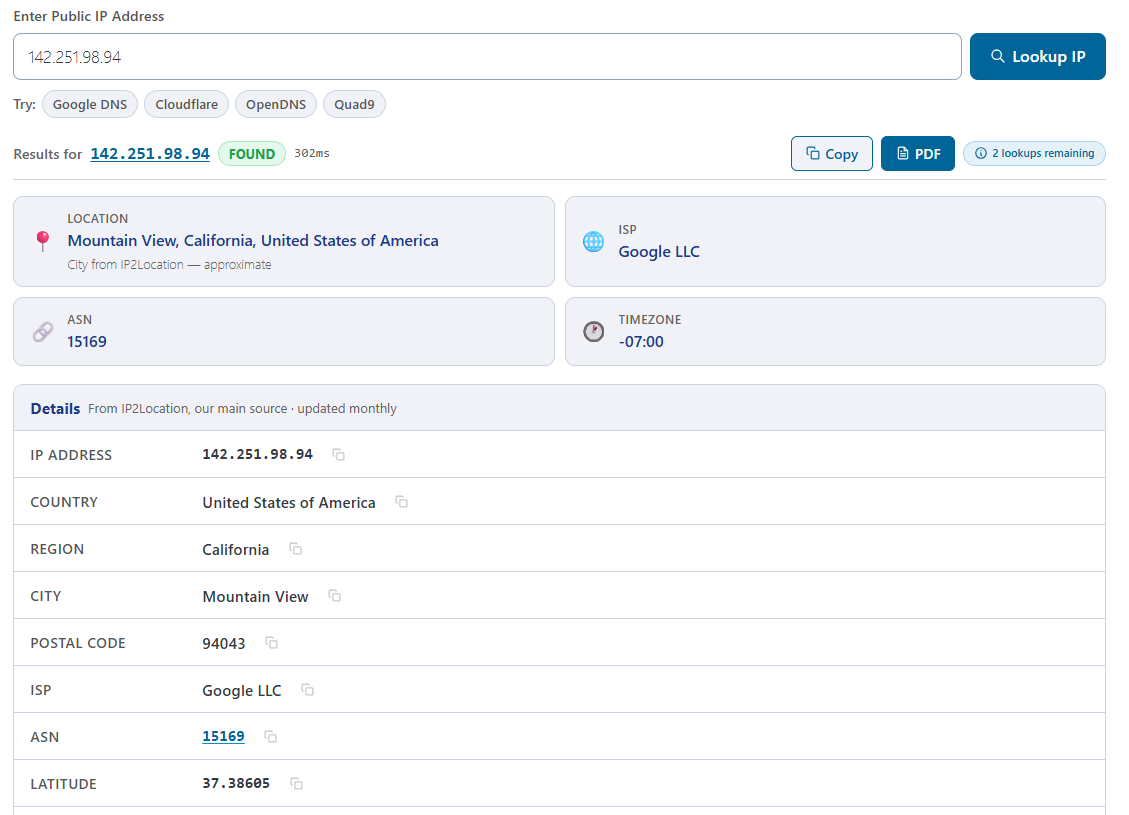 Enter Public IP Address
142.251.98.94
Lookup IP
Try: Google DNS Cloudflare OpenDNS Quad9
Results for 142.251.98.94 FOUND 302ms
Copy PDF 2 lookups remaining
LOCATION
Mountain View, California, United States of America
City from IP2Location — approximate
ISP
Google LLC
ASN
15169
TIMEZONE
-07:00
Details From IP2Location, our main source · updated monthly
IP ADDRESS 142.251.98.94
COUNTRY United States of America
REGION California
CITY Mountain View
POSTAL CODE 94043
ISP Google LLC
ASN 15169
LATITUDE 37.38605